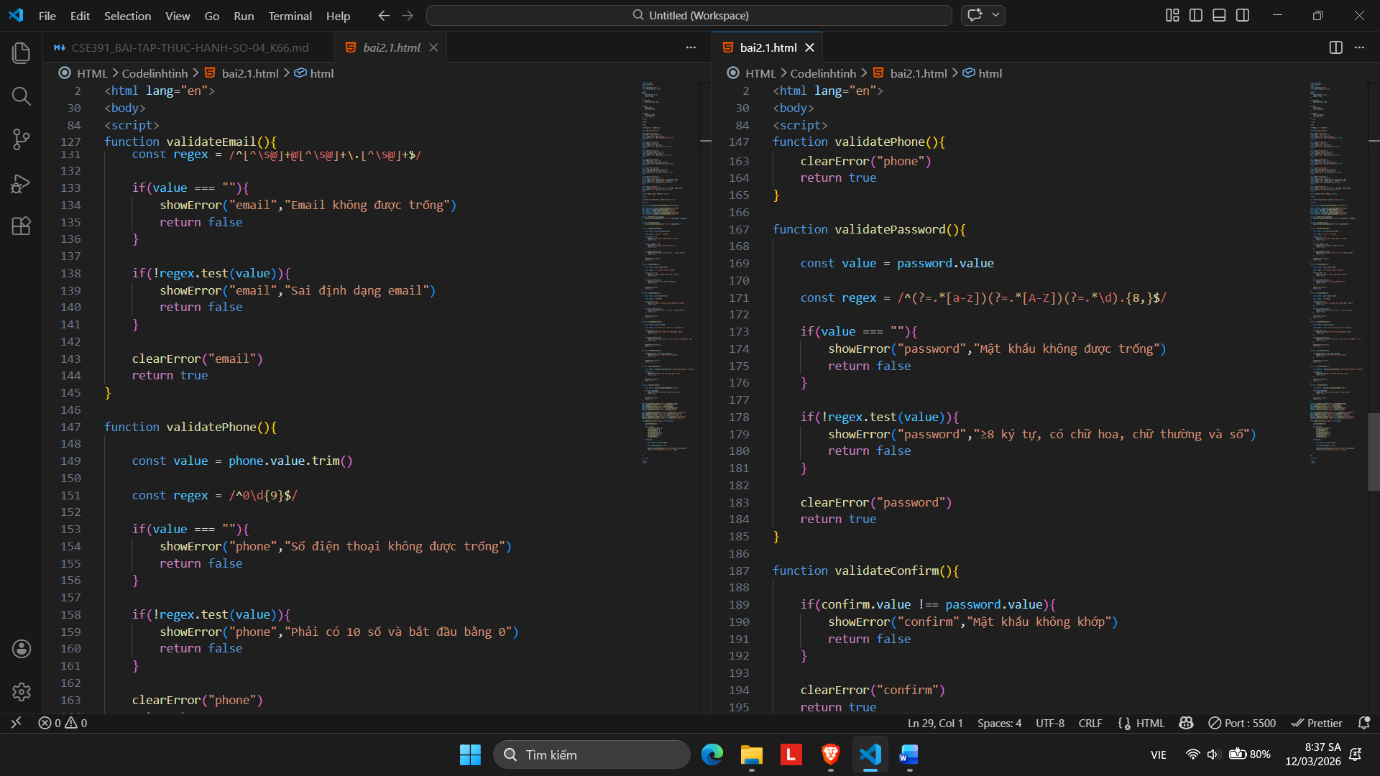 File Edit Selection View Go Run Terminal Help
Untitled (Workspace)
CSE391_BAI-TAP-THUC-HANH-SO-04_K66.md
bai2.1.html
HTML > Codelinhtinh > bai2.1.html > html
2 <html lang="en">
30 <body>
84 <script>
127 function validateEmail(){
131 const regex = /^[^\s@]+@[^\s@]+\.[^\s@]+$/
132
133 if(value === ""){
134 showError("email","Email không được trống")
135 return false
136 }
137
138 if(!regex.test(value)){
139 showError("email","Sai định dạng email")
140 return false
141 }
142
143 clearError("email")
144 return true
145 }
146
147 function validatePhone(){
148
149 const value = phone.value.trim()
150
151 const regex = /^0\d{9}$/
152
153 if(value === ""){
154 showError("phone","Số điện thoại không được trống")
155 return false
156 }
157
158 if(!regex.test(value)){
159 showError("phone","Phải có 10 số và bắt đầu bằng 0")
160 return false
161 }
162
163 clearError("phone")
bai2.1.html
HTML > Codelinhtinh > bai2.1.html > html
2 <html lang="en">
30 <body>
84 <script>
147 function validatePhone(){
163 clearError("phone")
164 return true
165 }
166
167 function validatePassword(){
168
169 const value = password.value
170
171 const regex = /^(?=.*[a-z])(?=.*[A-Z])(?=.*\d).{8,}$/
172
173 if(value === ""){
174 showError("password","Mật khẩu không được trống")
175 return false
176 }
177
178 if(!regex.test(value)){
179 showError("password","≥8 ký tự, có chữ hoa, chữ thường và số")
180 return false
181 }
182
183 clearError("password")
184 return true
185 }
186
187 function validateConfirm(){
188
189 if(confirm.value !== password.value){
190 showError("confirm","Mật khẩu không khớp")
191 return false
192 }
193
194 clearError("confirm")
195 return true
0 0
Ln 29, Col 1 Spaces: 4 UTF-8 CRLF {} HTML Port : 5500 Prettier
Tìm kiếm
L
VIE
80%
8:37 SA
12/03/2026